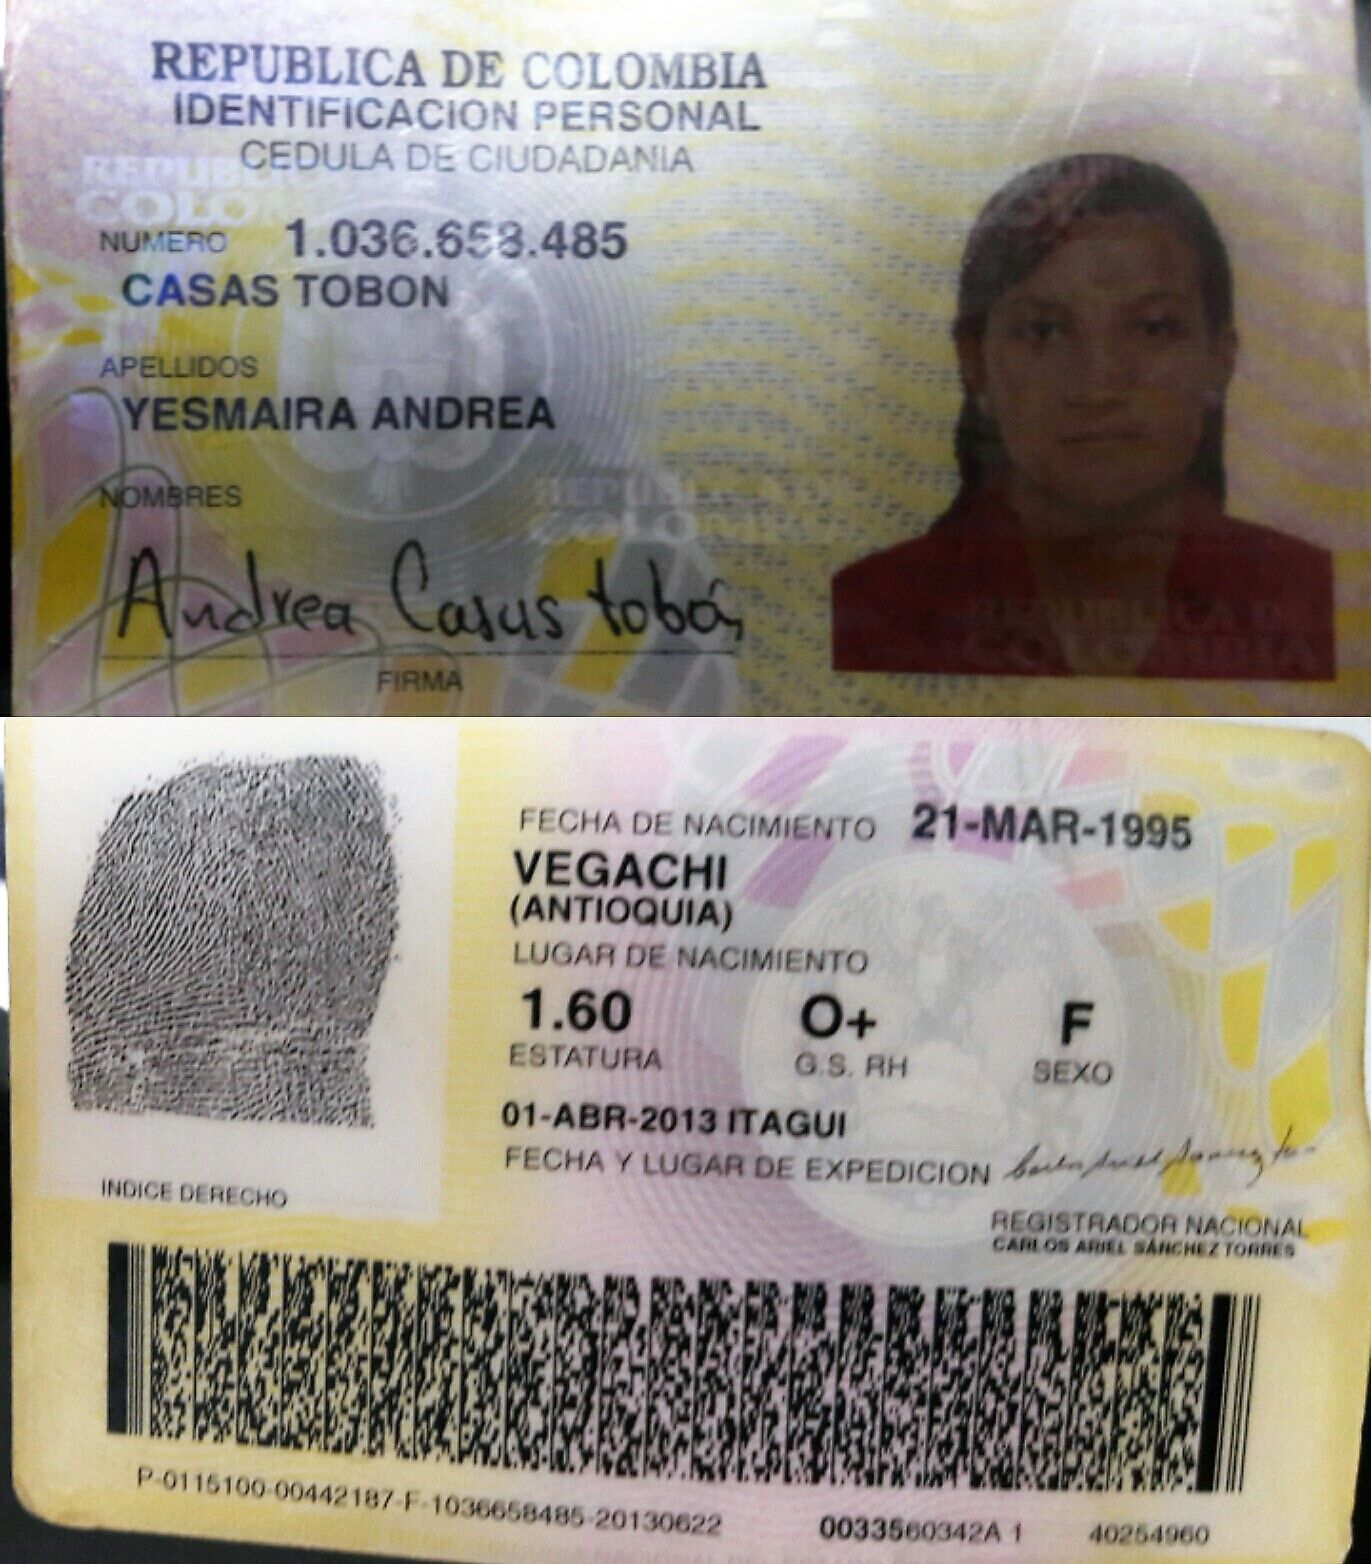 REPUBLICA DE COLOMBIA
IDENTIFICACION PERSONAL
CEDULA DE CIUDADANIA
NUMERO 1.036.658.485
CASAS TOBON
APELLIDOS
YESMAIRA ANDREA
NOMBRES
Andrea Casas tobón
FIRMA
FECHA DE NACIMIENTO 21-MAR-1995
VEGACHI
(ANTIOQUIA)
LUGAR DE NACIMIENTO
1.60 O+ F
ESTATURA G.S. RH SEXO
01-ABR-2013 ITAGUI
FECHA Y LUGAR DE EXPEDICION
INDICE DERECHO
REGISTRADOR NACIONAL
CARLOS ARIEL SÁNCHEZ TORRES
P-0115100-00442187-F-1036658485-20130622 0033560342A 1 40254960